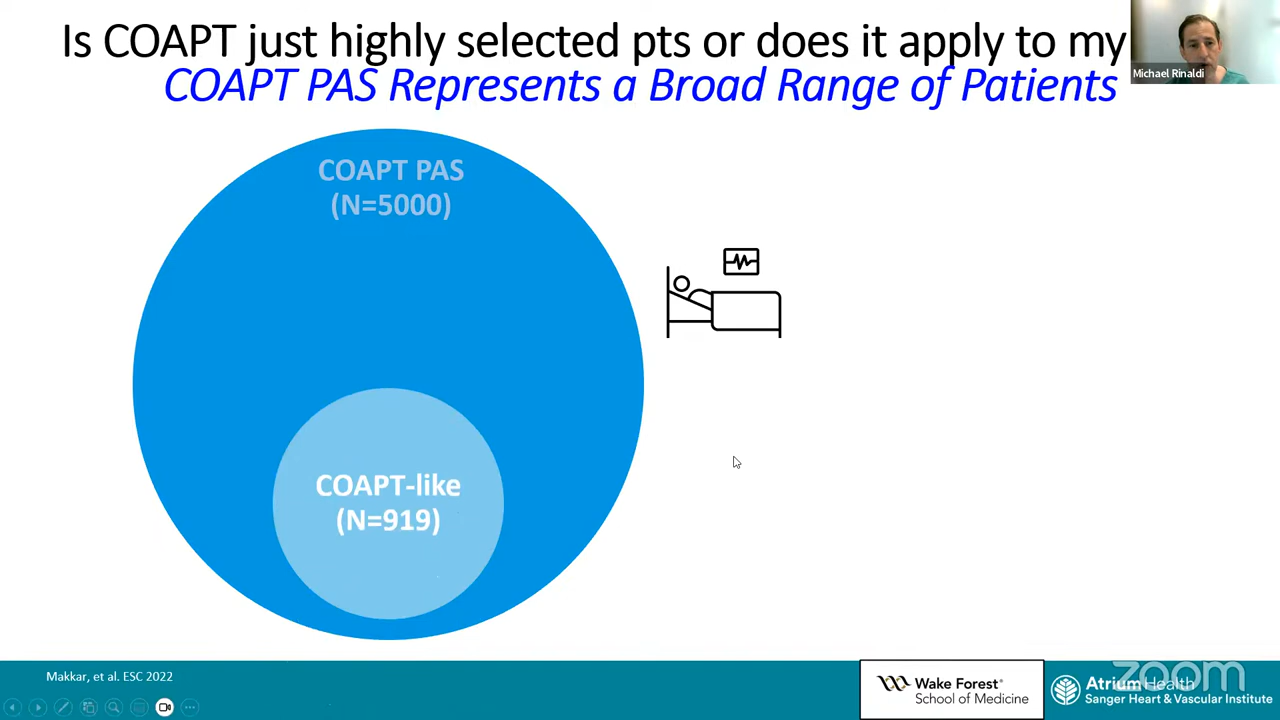 Is COAPT just highly selected pts or does it apply to my
COAPT PAS Represents a Broad Range of Patients
Michael Rinaldi
COAPT PAS
(N=5000)
COAPT-like
(N=919)
Makkar, et al. ESC 2022
Wake Forest®
School of Medicine
Atrium Health
Sanger Heart & Vascular Institute
zoom